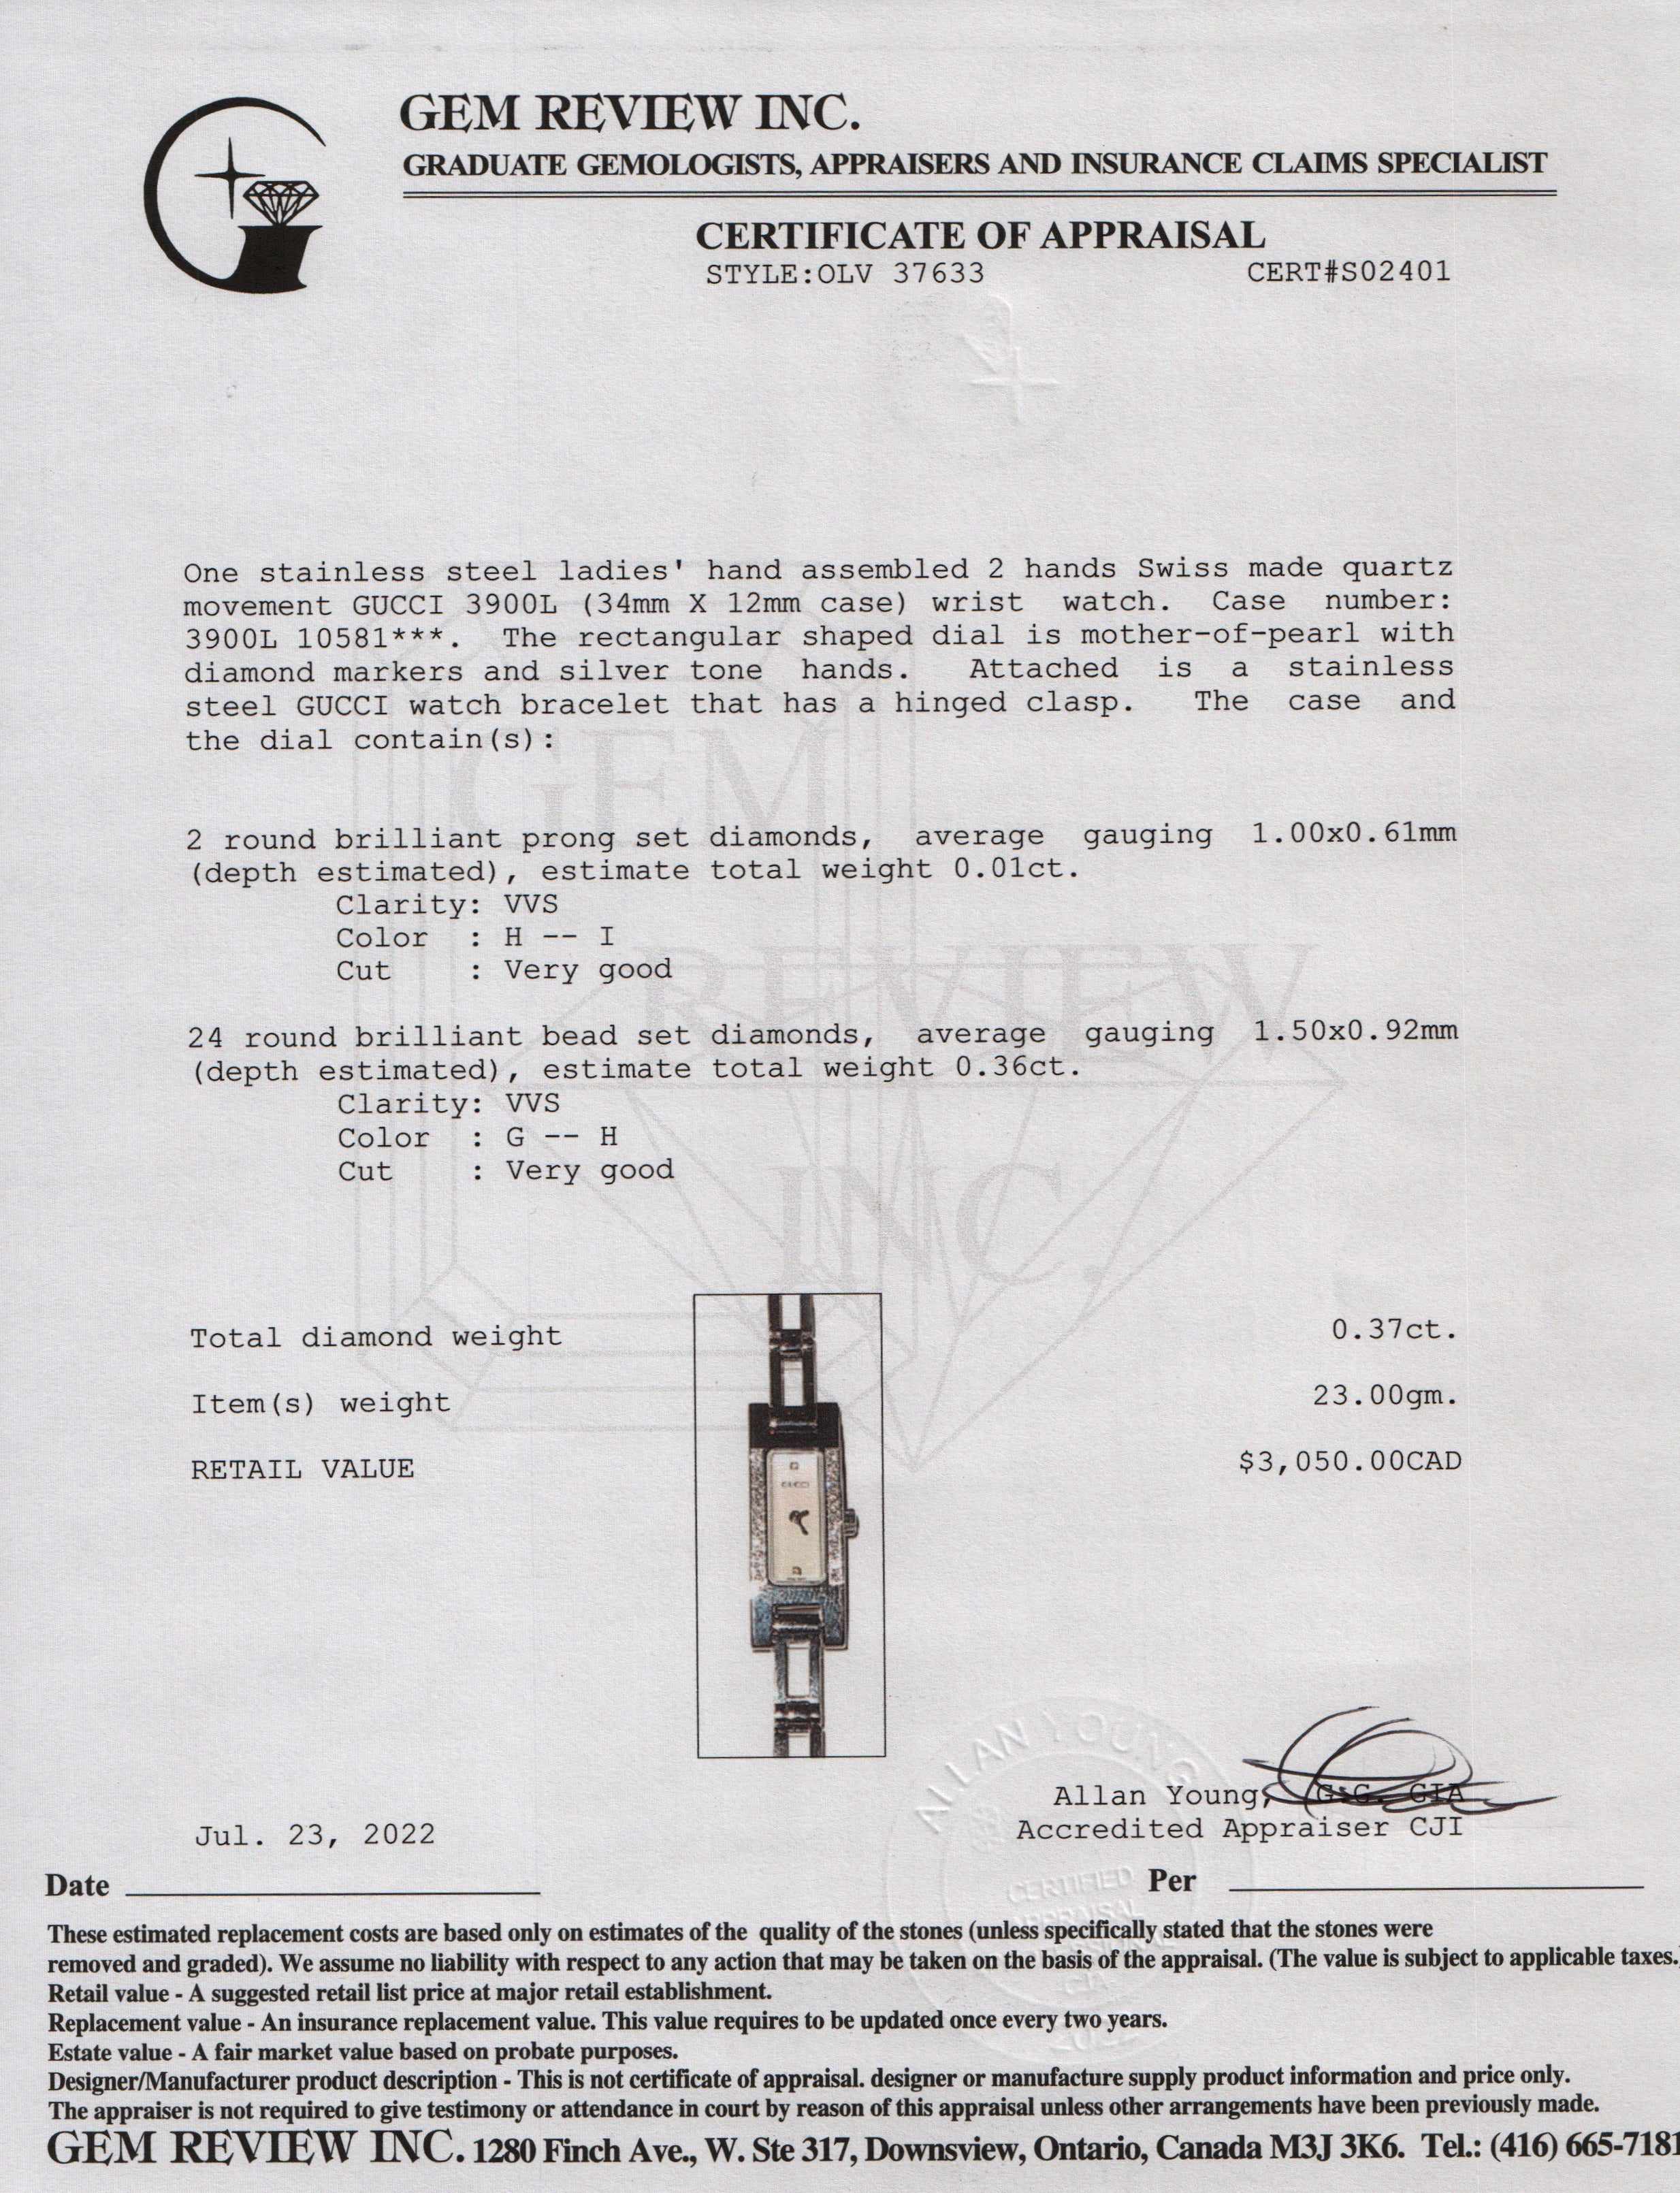 GEM REVIEW INC.
GRADUATE GEMOLOGISTS, APPRAISERS AND INSURANCE CLAIMS SPECIALIST
CERTIFICATE OF APPRAISAL
STYLE:OLV 37633 CERT#S02401
One stainless steel ladies' hand assembled 2 hands Swiss made quartz
movement GUCCI 3900L (34mm X 12mm case) wrist watch. Case number:
3900L 10581***. The rectangular shaped dial is mother-of-pearl with
diamond markers and silver tone hands. Attached is a stainless
steel GUCCI watch bracelet that has a hinged clasp. The case and
the dial contain(s):
GEM
2 round brilliant prong set diamonds, average gauging 1.00x0.61mm
(depth estimated), estimate total weight 0.01ct.
Clarity: VVS
Color : H -- I
Cut : Very good
REVIEW
24 round brilliant bead set diamonds, average gauging 1.50x0.92mm
(depth estimated), estimate total weight 0.36ct.
Clarity: VVS
Color : G -- H
Cut : Very good
INC.
Total diamond weight 0.37ct.
Item(s) weight 23.00gm.
RETAIL VALUE $3,050.00CAD
GUCCI
ALLAN YOUNG
Allan Young, G.G. GIA
Accredited Appraiser CJI
Jul. 23, 2022
CERTIFIED
APPRAISAL
Date Per
These estimated replacement costs are based only on estimates of the quality of the stones (unless specifically stated that the stones were
removed and graded). We assume no liability with respect to any action that may be taken on the basis of the appraisal. (The value is subject to applicable taxes.
Retail value - A suggested retail list price at major retail establishment.
Replacement value - An insurance replacement value. This value requires to be updated once every two years.
Estate value - A fair market value based on probate purposes.
Designer/Manufacturer product description - This is not certificate of appraisal. designer or manufacture supply product information and price only.
The appraiser is not required to give testimony or attendance in court by reason of this appraisal unless other arrangements have been previously made.
GEM REVIEW INC. 1280 Finch Ave., W. Ste 317, Downsview, Ontario, Canada M3J 3K6. Tel.: (416) 665-7181